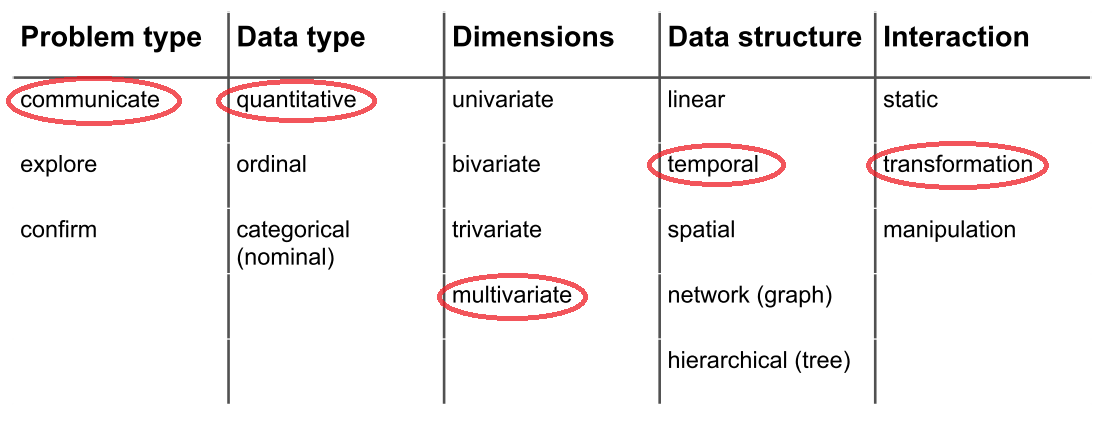 Problem type Data type Dimensions Data structure Interaction
communicate quantitative univariate linear static
explore ordinal bivariate temporal transformation
confirm categorical trivariate spatial manipulation
(nominal)
multivariate network (graph)
hierarchical (tree)